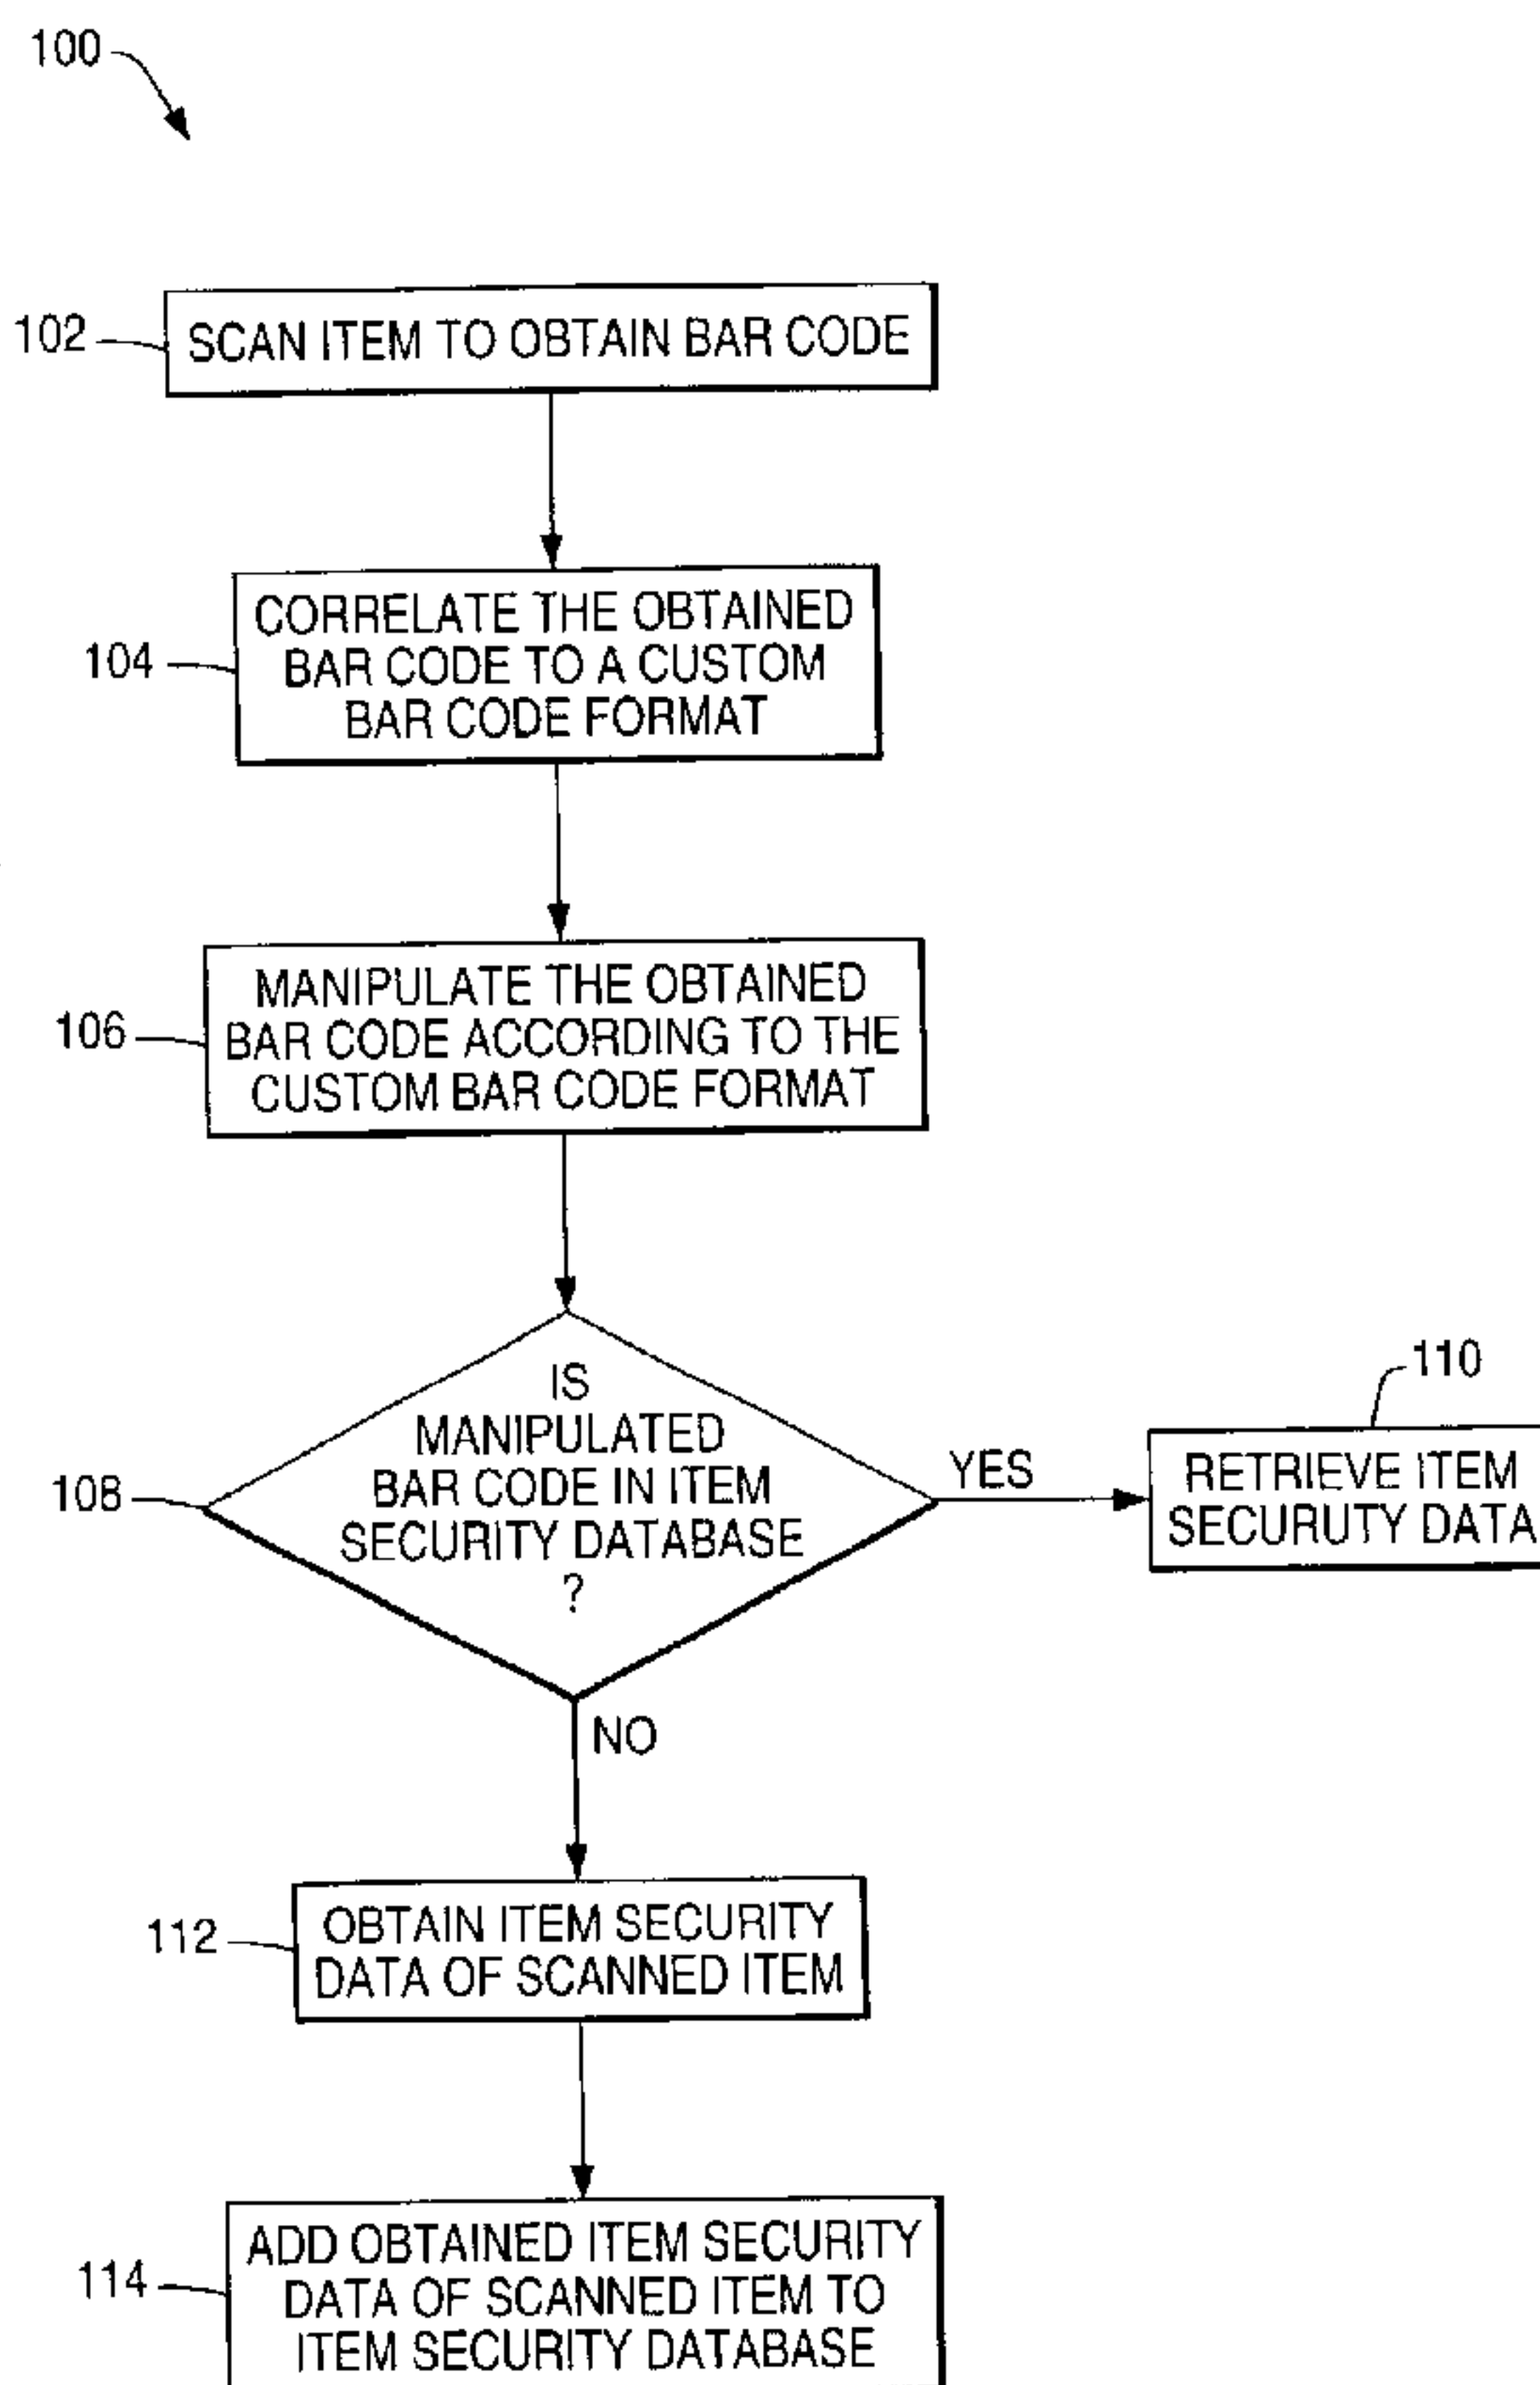 100
102
SCAN ITEM TO OBTAIN BAR CODE
104
CORRELATE THE OBTAINED
BAR CODE TO A CUSTOM
BAR CODE FORMAT
106
MANIPULATE THE OBTAINED
BAR CODE ACCORDING TO THE
CUSTOM BAR CODE FORMAT
108
IS
MANIPULATED
BAR CODE IN ITEM
SECURITY DATABASE
?
YES
110
RETRIEVE ITEM
SECURUTY DATA
NO
112
OBTAIN ITEM SECURITY
DATA OF SCANNED ITEM
114
ADD OBTAINED ITEM SECURITY
DATA OF SCANNED ITEM TO
ITEM SECURITY DATABASE